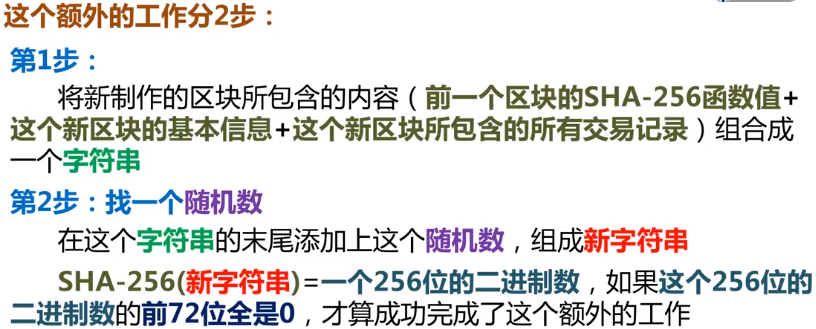 这个额外的工作分2步：
第1步：
将新制作的区块所包含的内容（前一个区块的SHA-256函数值+
这个新区块的基本信息+这个新区块所包含的所有交易记录）组合成
一个字符串
第2步：找一个随机数
在这个字符串的末尾添加上这个随机数，组成新字符串
SHA-256(新字符串)=一个256位的二进制数，如果这个256位的
二进制数的前72位全是0，才算成功完成了这个额外的工作